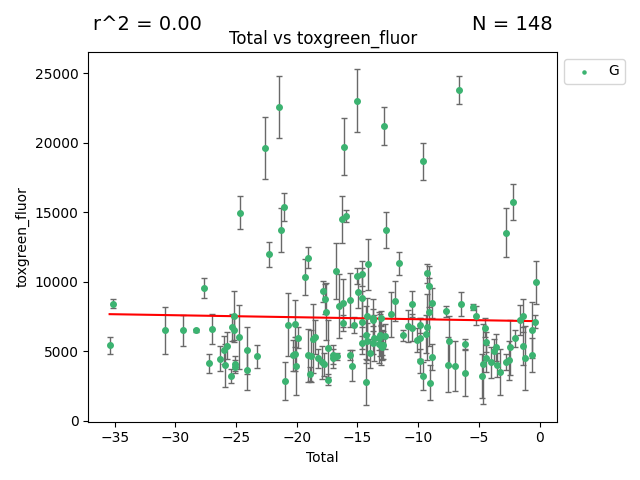 r^2 = 0.00
N = 148
Total vs toxgreen_fluor
G
25000
20000
15000
10000
5000
0
toxgreen_fluor
−35 −30 −25 −20 −15 −10 −5 0
Total